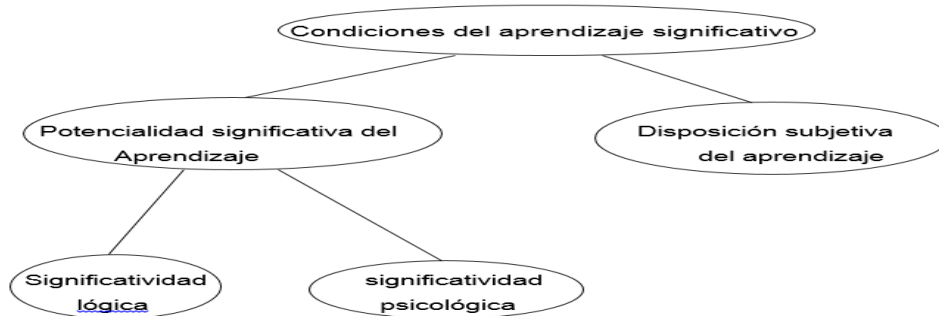 Condiciones del aprendizaje significativo
Potencialidad significativa del
Aprendizaje
Disposición subjetiva
del aprendizaje
Significatividad
lógica
significatividad
psicológica